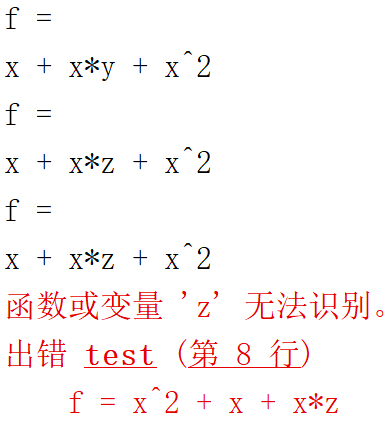 f =
x + x*y + x^2
f =
x + x*z + x^2
f =
x + x*z + x^2
函数或变量 'z' 无法识别。
出错 test (第 8 行)
f = x^2 + x + x*z